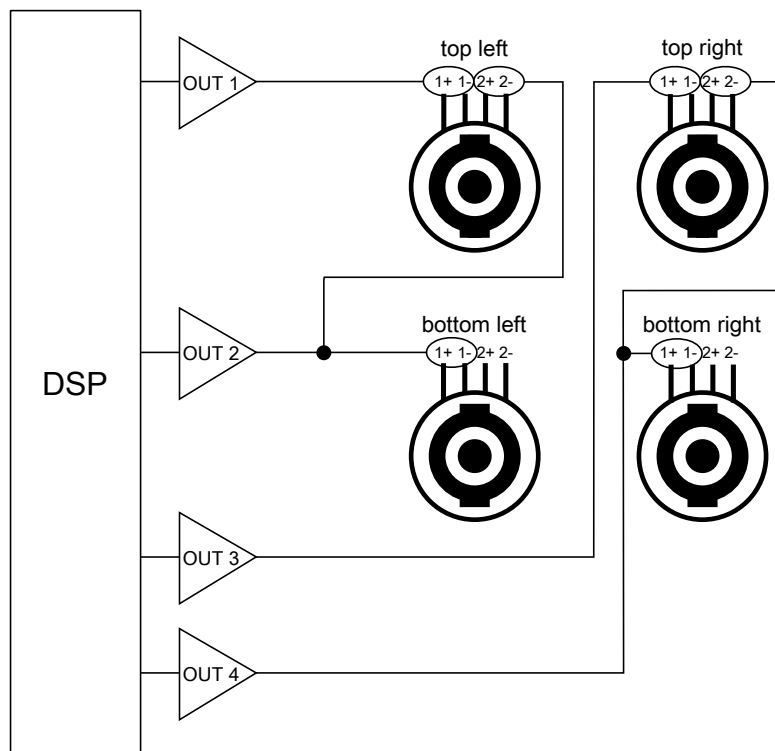 top left
top right
OUT 1
1+ 1- 2+ 2-
1+ 1- 2+ 2-
bottom left
bottom right
OUT 2
1+ 1- 2+ 2-
1+ 1- 2+ 2-
DSP
OUT 3
OUT 4